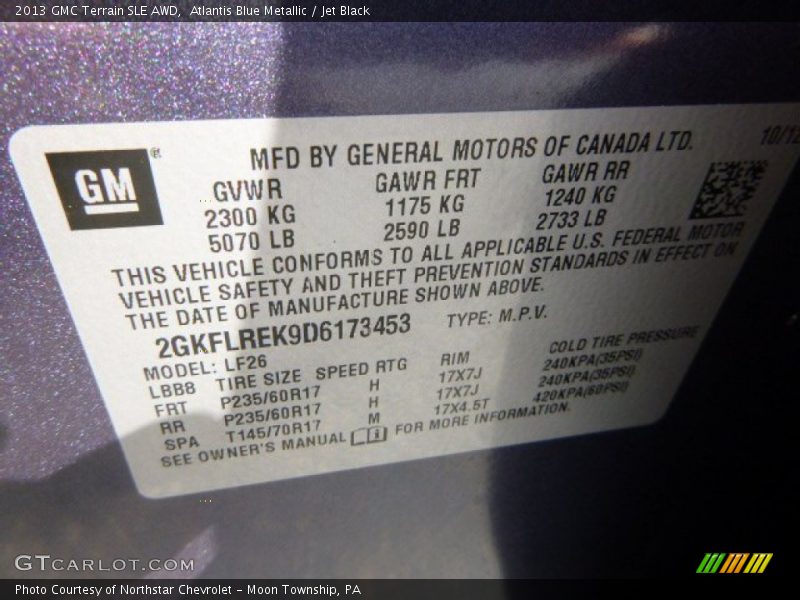 2013 GMC Terrain SLE AWD, Atlantis Blue Metallic / Jet Black
GM®
MFD BY GENERAL MOTORS OF CANADA LTD. 10/12
GVWR GAWR FRT GAWR RR
2300 KG 1175 KG 1240 KG
5070 LB 2590 LB 2733 LB
THIS VEHICLE CONFORMS TO ALL APPLICABLE U.S. FEDERAL MOTOR
VEHICLE SAFETY AND THEFT PREVENTION STANDARDS IN EFFECT ON
THE DATE OF MANUFACTURE SHOWN ABOVE.
2GKFLREK9D6173453 TYPE: M.P.V.
MODEL: LF26
LBB8 TIRE SIZE SPEED RTG RIM COLD TIRE PRESSURE
FRT P235/60R17 H 17X7J 240KPA(35PSI)
RR P235/60R17 H 17X7J 240KPA(35PSI)
SPA T145/70R17 M 17X4.5T 420KPA(60PSI)
SEE OWNER'S MANUAL FOR MORE INFORMATION.
GTCARLOT.COM
Photo Courtesy of Northstar Chevrolet - Moon Township, PA